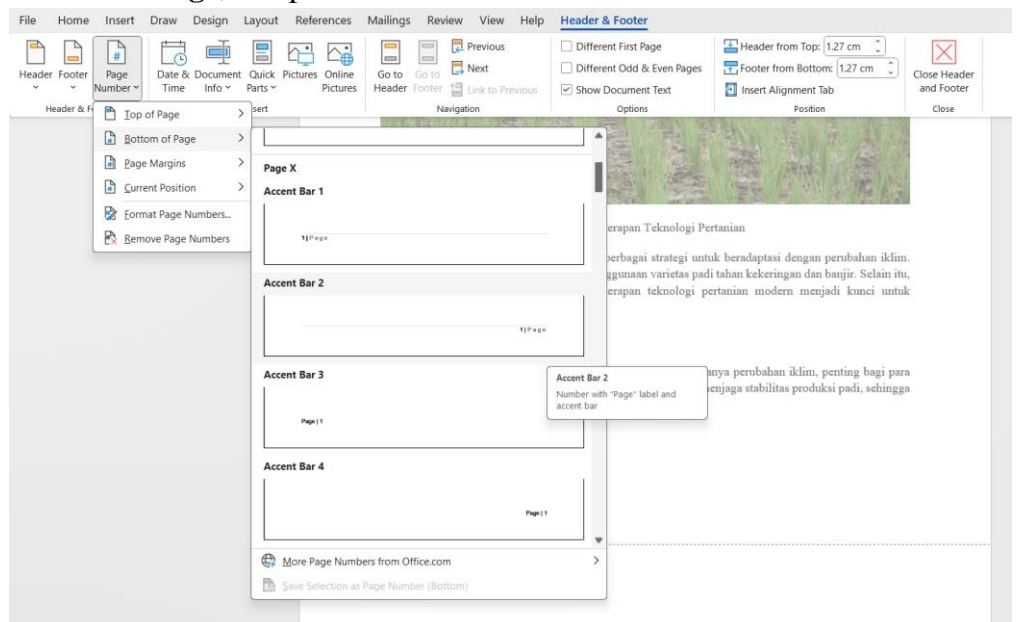 File Home Insert Draw Design Layout References Mailings Review View Help Header & Footer
Header Footer Page Number
Date & Time Document Info Quick Parts Pictures Online Pictures
Go to Header Go to Footer Previous Next Link to Previous
Different First Page
Different Odd & Even Pages
Show Document Text
Header from Top: 1.27 cm
Footer from Bottom: 1.27 cm
Insert Alignment Tab
Close Header and Footer
Header & F
sert
Navigation
Options
Position
Close
Top of Page
Bottom of Page
Page Margins
Current Position
Format Page Numbers...
Remove Page Numbers
Page X
Accent Bar 1
1|Page
Accent Bar 2
1|Page
Accent Bar 3
Page|1
Accent Bar 4
Page|1
More Page Numbers from Office.com
Save Selection as Page Number (Bottom)
Accent Bar 2
Number with "Page" label and
accent bar
erapan Teknologi Pertanian
berbagai strategi untuk beradaptasi dengan perubahan iklim.
ggunaan varietas padi tahan kekeringan dan banjir. Selain itu,
erapan teknologi pertanian modern menjadi kunci untuk
anya perubahan iklim, penting bagi para
enjaga stabilitas produksi padi, sehingga